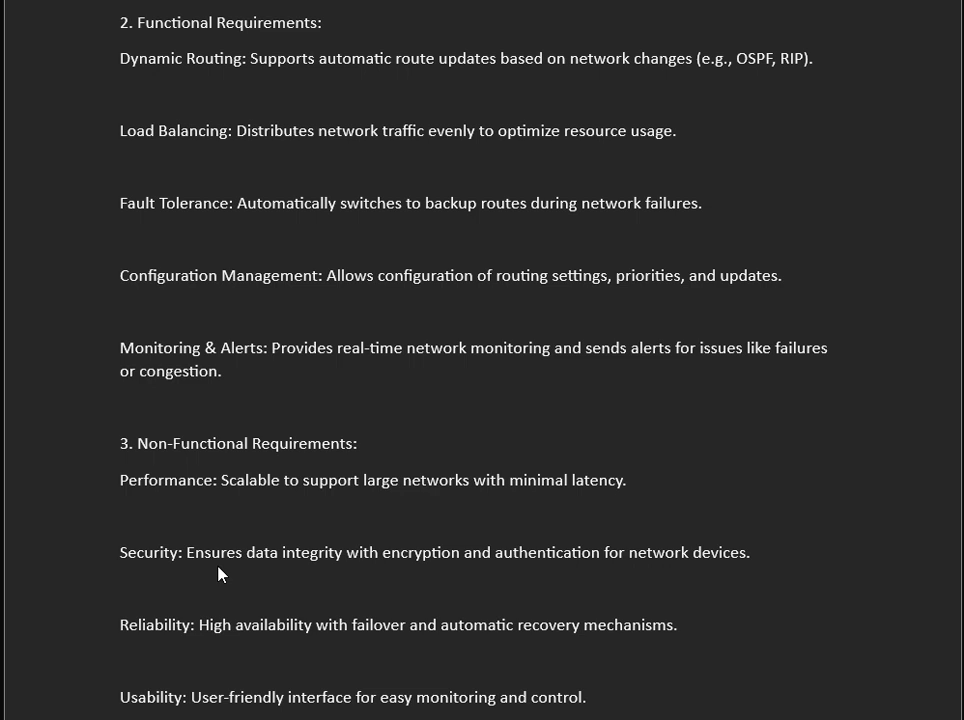 2. Functional Requirements:
Dynamic Routing: Supports automatic route updates based on network changes (e.g., OSPF, RIP).
Load Balancing: Distributes network traffic evenly to optimize resource usage.
Fault Tolerance: Automatically switches to backup routes during network failures.
Configuration Management: Allows configuration of routing settings, priorities, and updates.
Monitoring & Alerts: Provides real-time network monitoring and sends alerts for issues like failures
or congestion.
3. Non-Functional Requirements:
Performance: Scalable to support large networks with minimal latency.
Security: Ensures data integrity with encryption and authentication for network devices.
Reliability: High availability with failover and automatic recovery mechanisms.
Usability: User-friendly interface for easy monitoring and control.